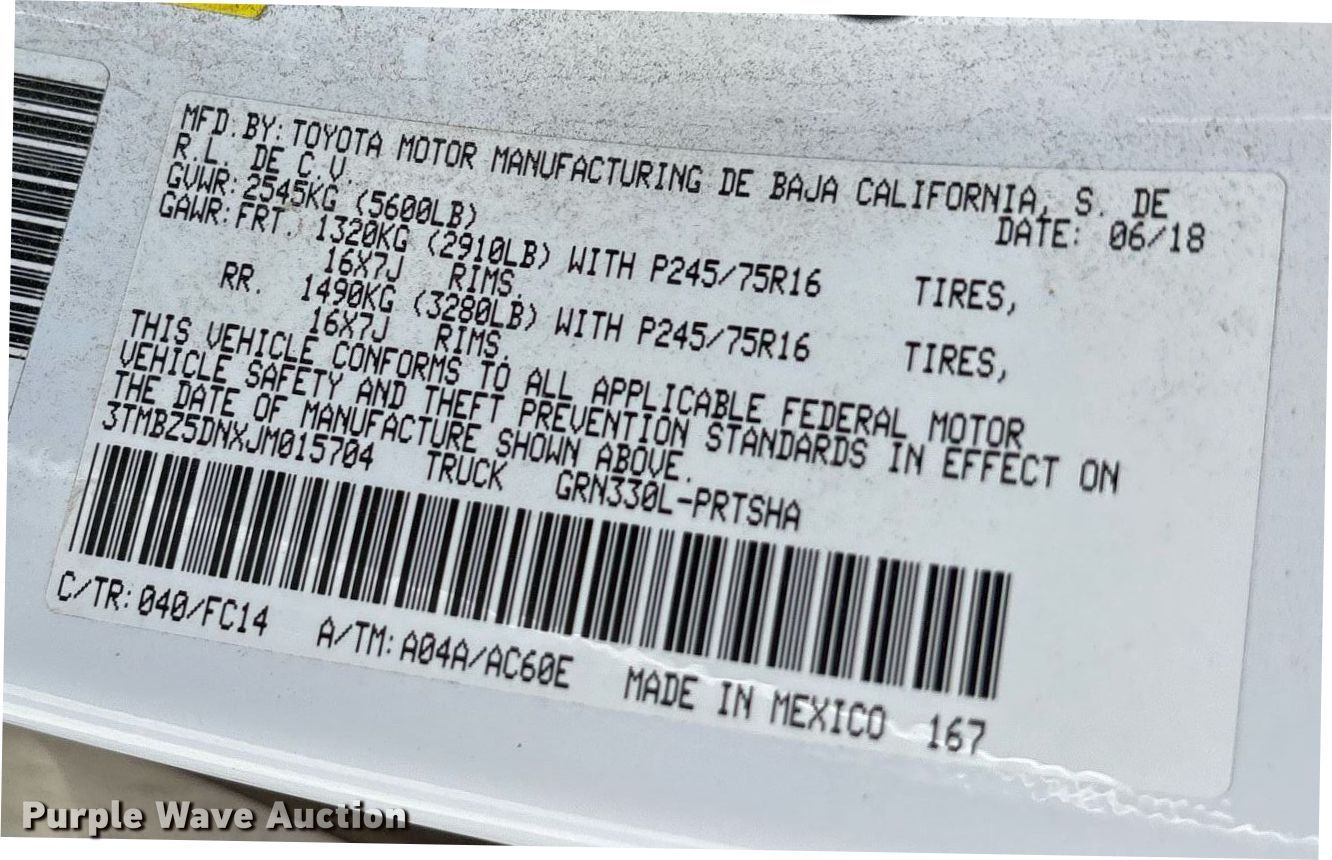 MFD. BY: TOYOTA MOTOR MANUFACTURING DE BAJA CALIFORNIA, S. DE
R.L. DE C.V. DATE: 06/18
GVWR: 2545KG (5600LB)
GAWR: FRT. 1320KG (2910LB) WITH P245/75R16 TIRES,
16X7J RIMS.
RR. 1490KG (3280LB) WITH P245/75R16 TIRES,
16X7J RIMS.
THIS VEHICLE CONFORMS TO ALL APPLICABLE FEDERAL MOTOR
VEHICLE SAFETY AND THEFT PREVENTION STANDARDS IN EFFECT ON
THE DATE OF MANUFACTURE SHOWN ABOVE.
3TMBZ5DNXJM015704 TRUCK GRN330L-PRTSHA
C/TR: 040/FC14 A/TM: A04A/AC60E MADE IN MEXICO 167
Purple Wave Auction